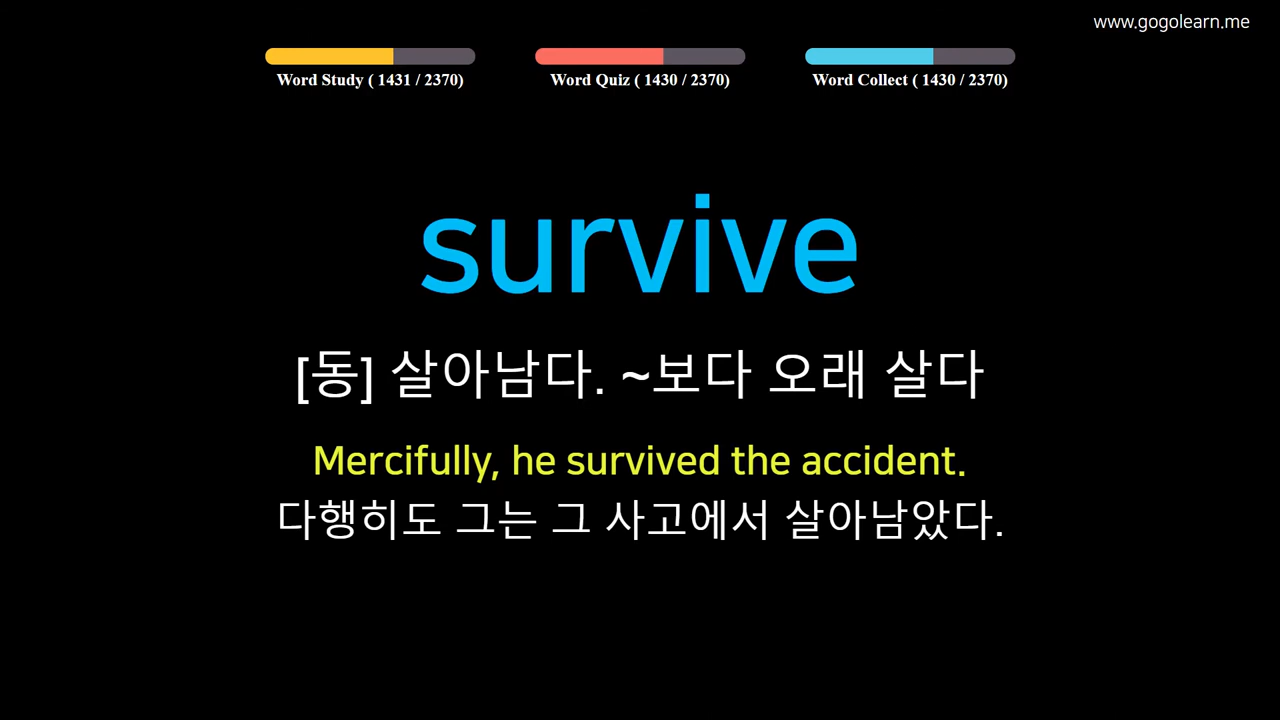 www.gogolearn.me
Word Study ( 1431 / 2370)
Word Quiz ( 1430 / 2370)
Word Collect ( 1430 / 2370)
survive
[동] 살아남다. ~보다 오래 살다
Mercifully, he survived the accident.
다행히도 그는 그 사고에서 살아남았다.